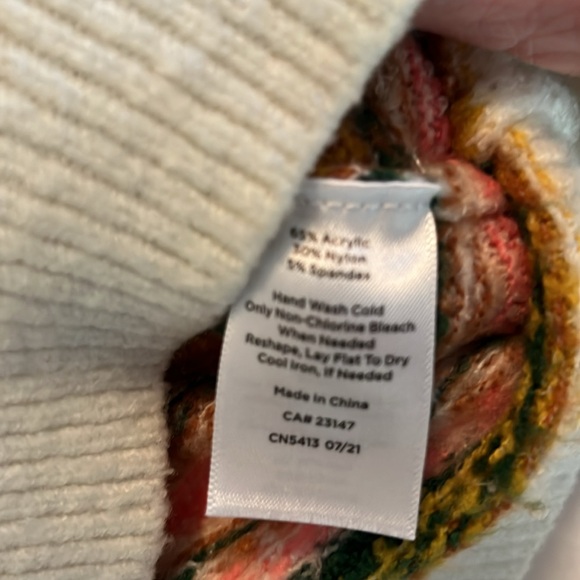 65% Acrylic
30% Nylon
5% Spandex
Hand Wash Cold
Only Non-Chlorine Bleach
When Needed
Reshape, Lay Flat To Dry
Cool Iron, If Needed
Made in China
CA# 23147
CN5413 07/21